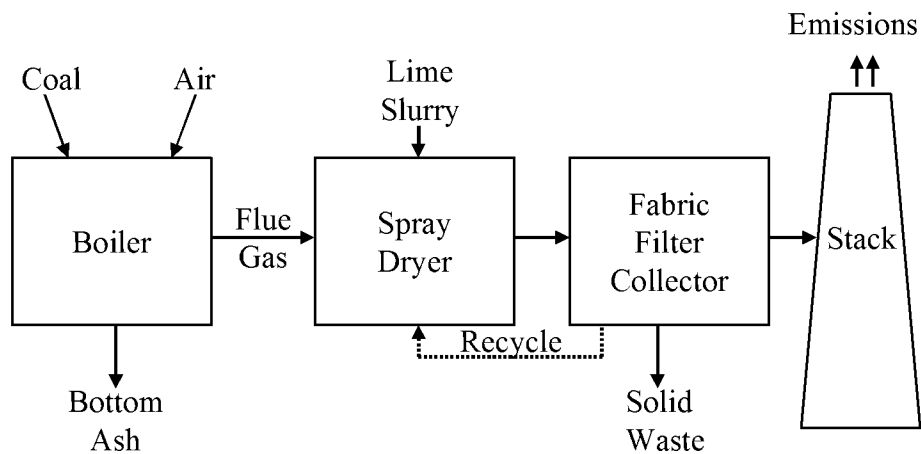 Emissions
Coal
Air
Lime
Slurry
Boiler
Flue
Gas
Spray
Dryer
Fabric
Filter
Collector
Stack
Recycle
Bottom
Ash
Solid
Waste